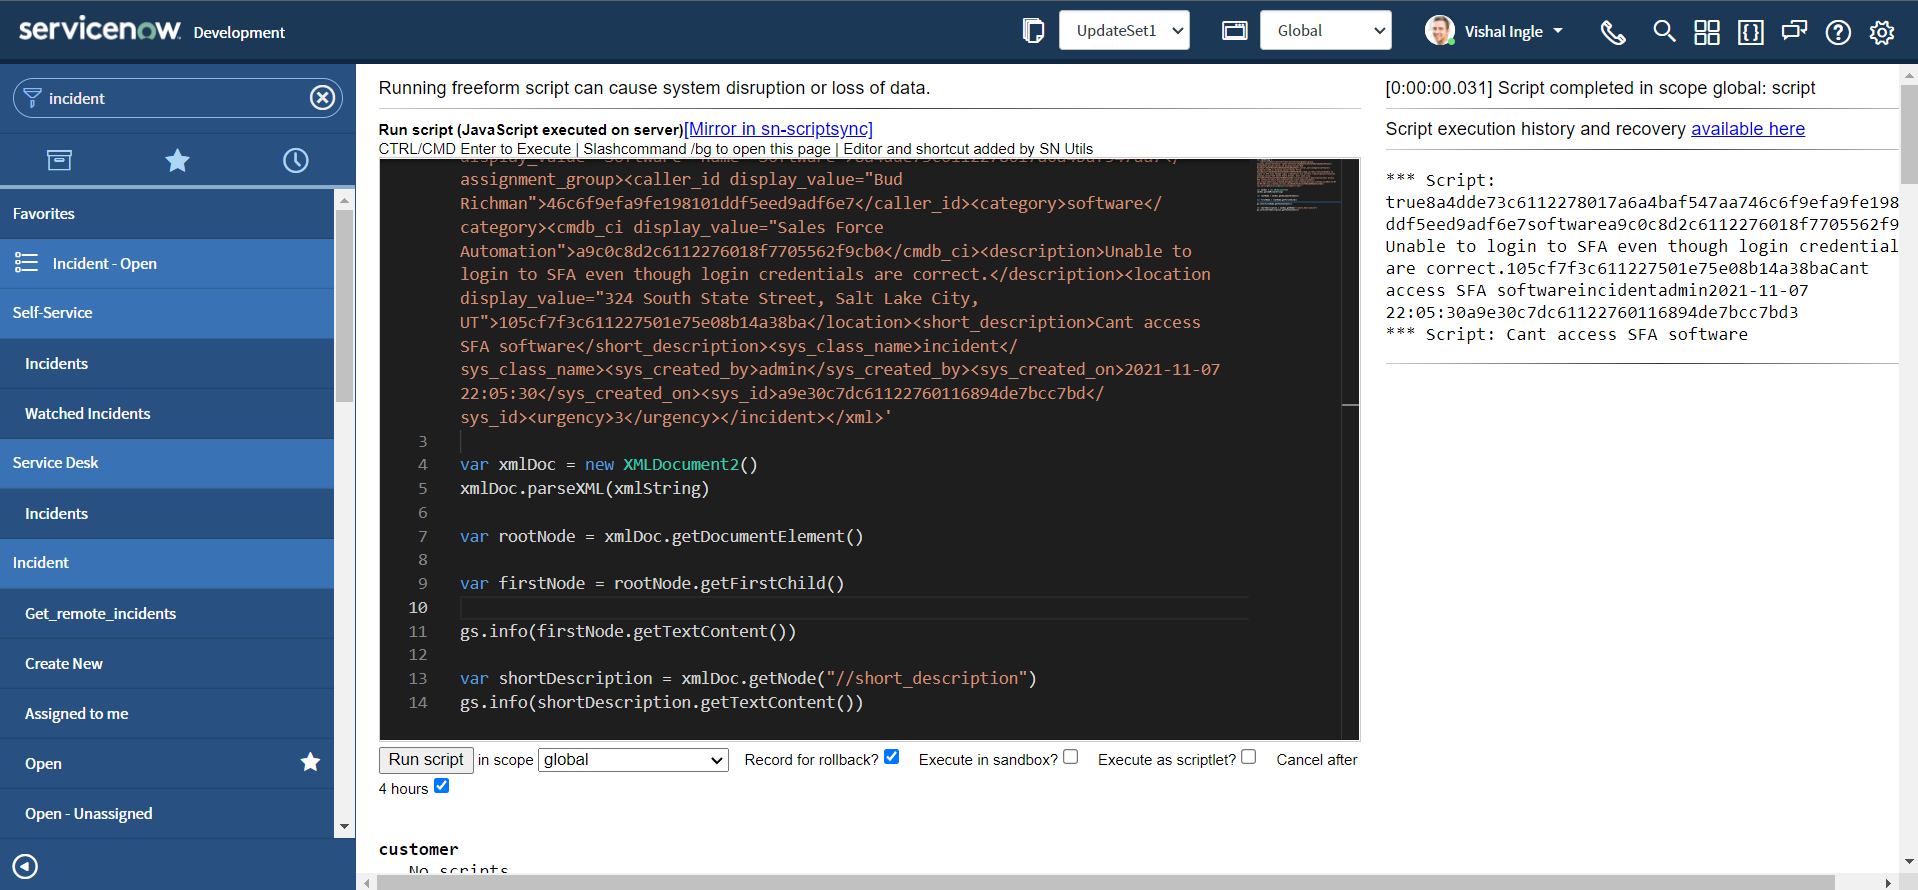 servicenow Development
UpdateSet1
Global
Vishal Ingle
incident
Favorites
Incident - Open
Self-Service
Incidents
Watched Incidents
Service Desk
Incidents
Incident
Get_remote_incidents
Create New
Assigned to me
Open
Open - Unassigned
Running freeform script can cause system disruption or loss of data.
Run script (JavaScript executed on server)[Mirror in sn-scriptsync]
CTRL/CMD Enter to Execute | Slashcommand /bg to open this page | Editor and shortcut added by SN Utils
assignment_group><caller_id display_value="Bud
Richman">46c6f9efa9fe198101ddf5eed9adf6e7</caller_id><category>software</
category><cmdb_ci display_value="Sales Force
Automation">a9c0c8d2c6112276018f7705562f9cb0</cmdb_ci><description>Unable to
login to SFA even though login credentials are correct.</description><location
display_value="324 South State Street, Salt Lake City,
UT">105cf7f3c611227501e75e08b14a38ba</location><short_description>Cant access
SFA software</short_description><sys_class_name>incident</
sys_class_name><sys_created_by>admin</sys_created_by><sys_created_on>2021-11-07
22:05:30</sys_created_on><sys_id>a9e30c7dc61122760116894de7bcc7bd</
sys_id><urgency>3</urgency></incident></xml>'
3
4 var xmlDoc = new XMLDocument2()
5 xmlDoc.parseXML(xmlString)
6
7 var rootNode = xmlDoc.getDocumentElement()
8
9 var firstNode = rootNode.getFirstChild()
10
11 gs.info(firstNode.getTextContent())
12
13 var shortDescription = xmlDoc.getNode("//short_description")
14 gs.info(shortDescription.getTextContent())
Run script in scope global Record for rollback? Execute in sandbox? Execute as scriptlet? Cancel after
4 hours
customer
No scripts
[0:00:00.031] Script completed in scope global: script
Script execution history and recovery available here
*** Script:
true8a4dde73c6112278017a6a4baf547aa746c6f9efa9fe198
ddf5eed9adf6e7softwarea9c0c8d2c6112276018f7705562f9
Unable to login to SFA even though login credential
are correct.105cf7f3c611227501e75e08b14a38baCant
access SFA softwareincidentadmin2021-11-07
22:05:30a9e30c7dc61122760116894de7bcc7bd3
*** Script: Cant access SFA software